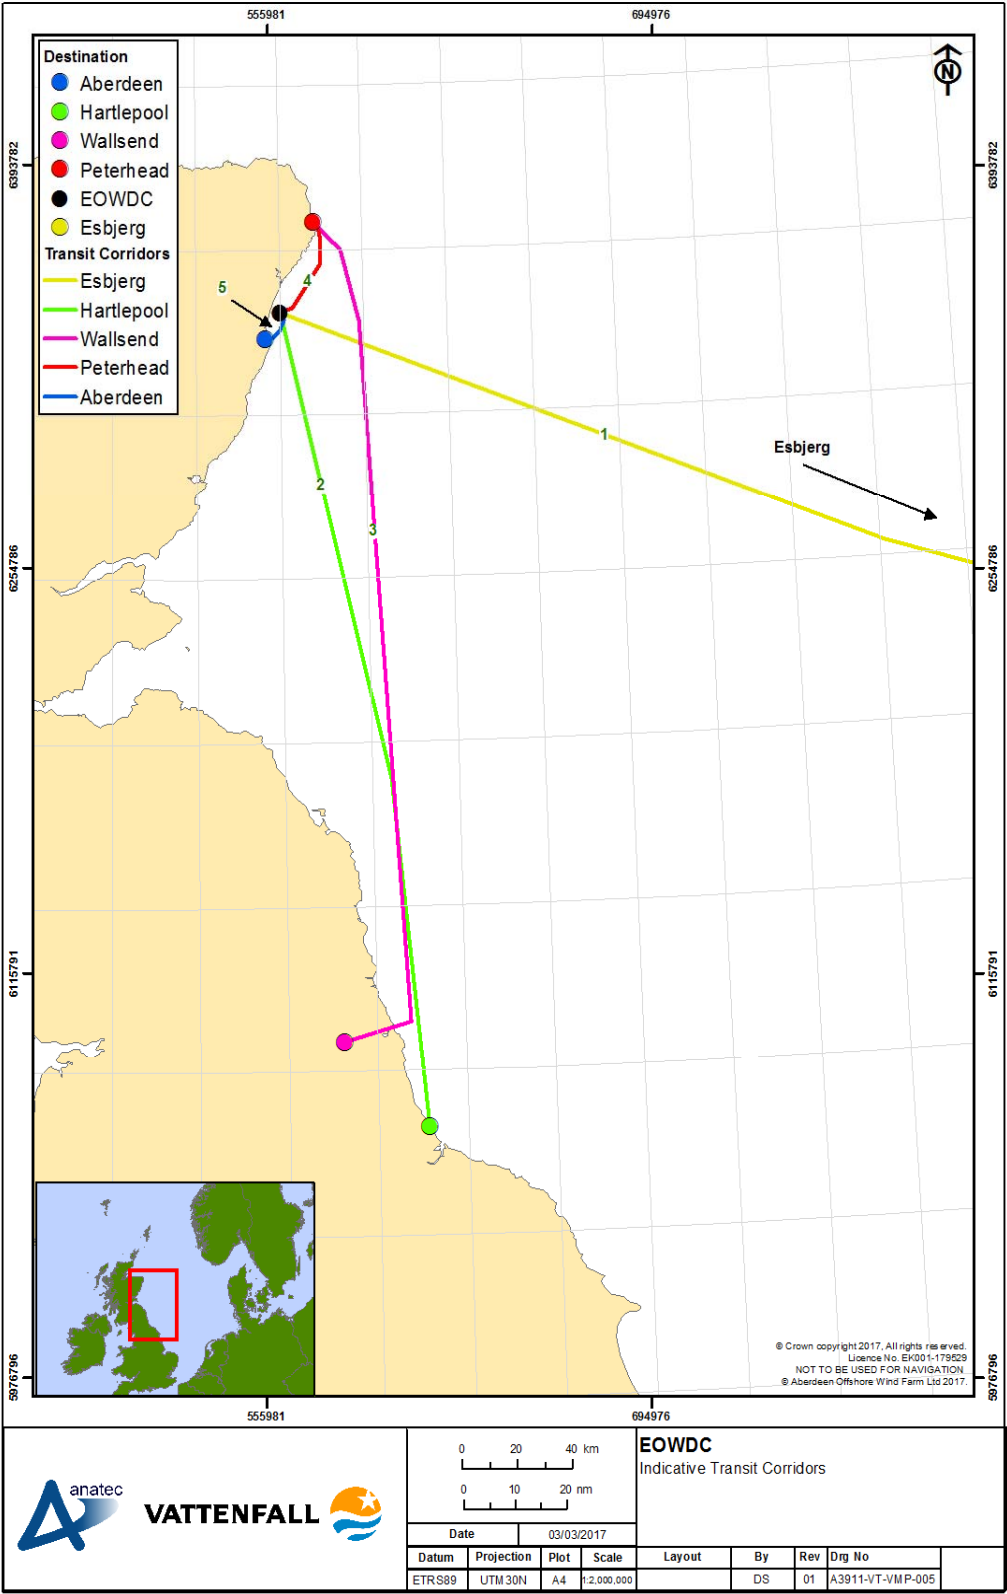 555981
694976
Destination
Aberdeen
Hartlepool
Wallsend
Peterhead
EOWDC
Esbjerg
Transit Corridors
Esbjerg
Hartlepool
Wallsend
Peterhead
Aberdeen
N
6393782
6393782
5
4
1
Esbjerg
2
3
6254786
6254786
6115791
6115791
© Crown copyright 2017, All rights reserved.
Licence No. EK001-179529
NOT TO BE USED FOR NAVIGATION
© Aberdeen Offshore Wind Farm Ltd 2017.
5976796
5976796
555981
694976
anatec
VATTENFALL
0 20 40 km
0 10 20 nm
EOWDC
Indicative Transit Corridors
Date 03/03/2017
Datum Projection Plot Scale Layout By Rev Drg No
ETRS89 UTM30N A4 1:2,000,000 DS 01 A3911-VT-VMP-005